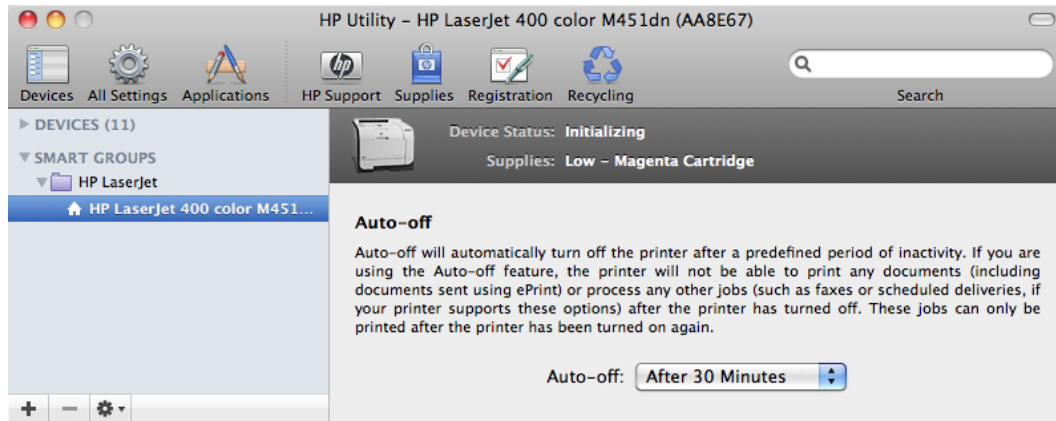 HP Utility – HP LaserJet 400 color M451dn (AA8E67)
Devices All Settings Applications HP Support Supplies Registration Recycling Search
DEVICES (11)
SMART GROUPS
HP LaserJet
HP LaserJet 400 color M451...
Device Status: Initializing
Supplies: Low – Magenta Cartridge
Auto-off
Auto-off will automatically turn off the printer after a predefined period of inactivity. If you are
using the Auto-off feature, the printer will not be able to print any documents (including
documents sent using ePrint) or process any other jobs (such as faxes or scheduled deliveries, if
your printer supports these options) after the printer has turned off. These jobs can only be
printed after the printer has been turned on again.
Auto-off: After 30 Minutes